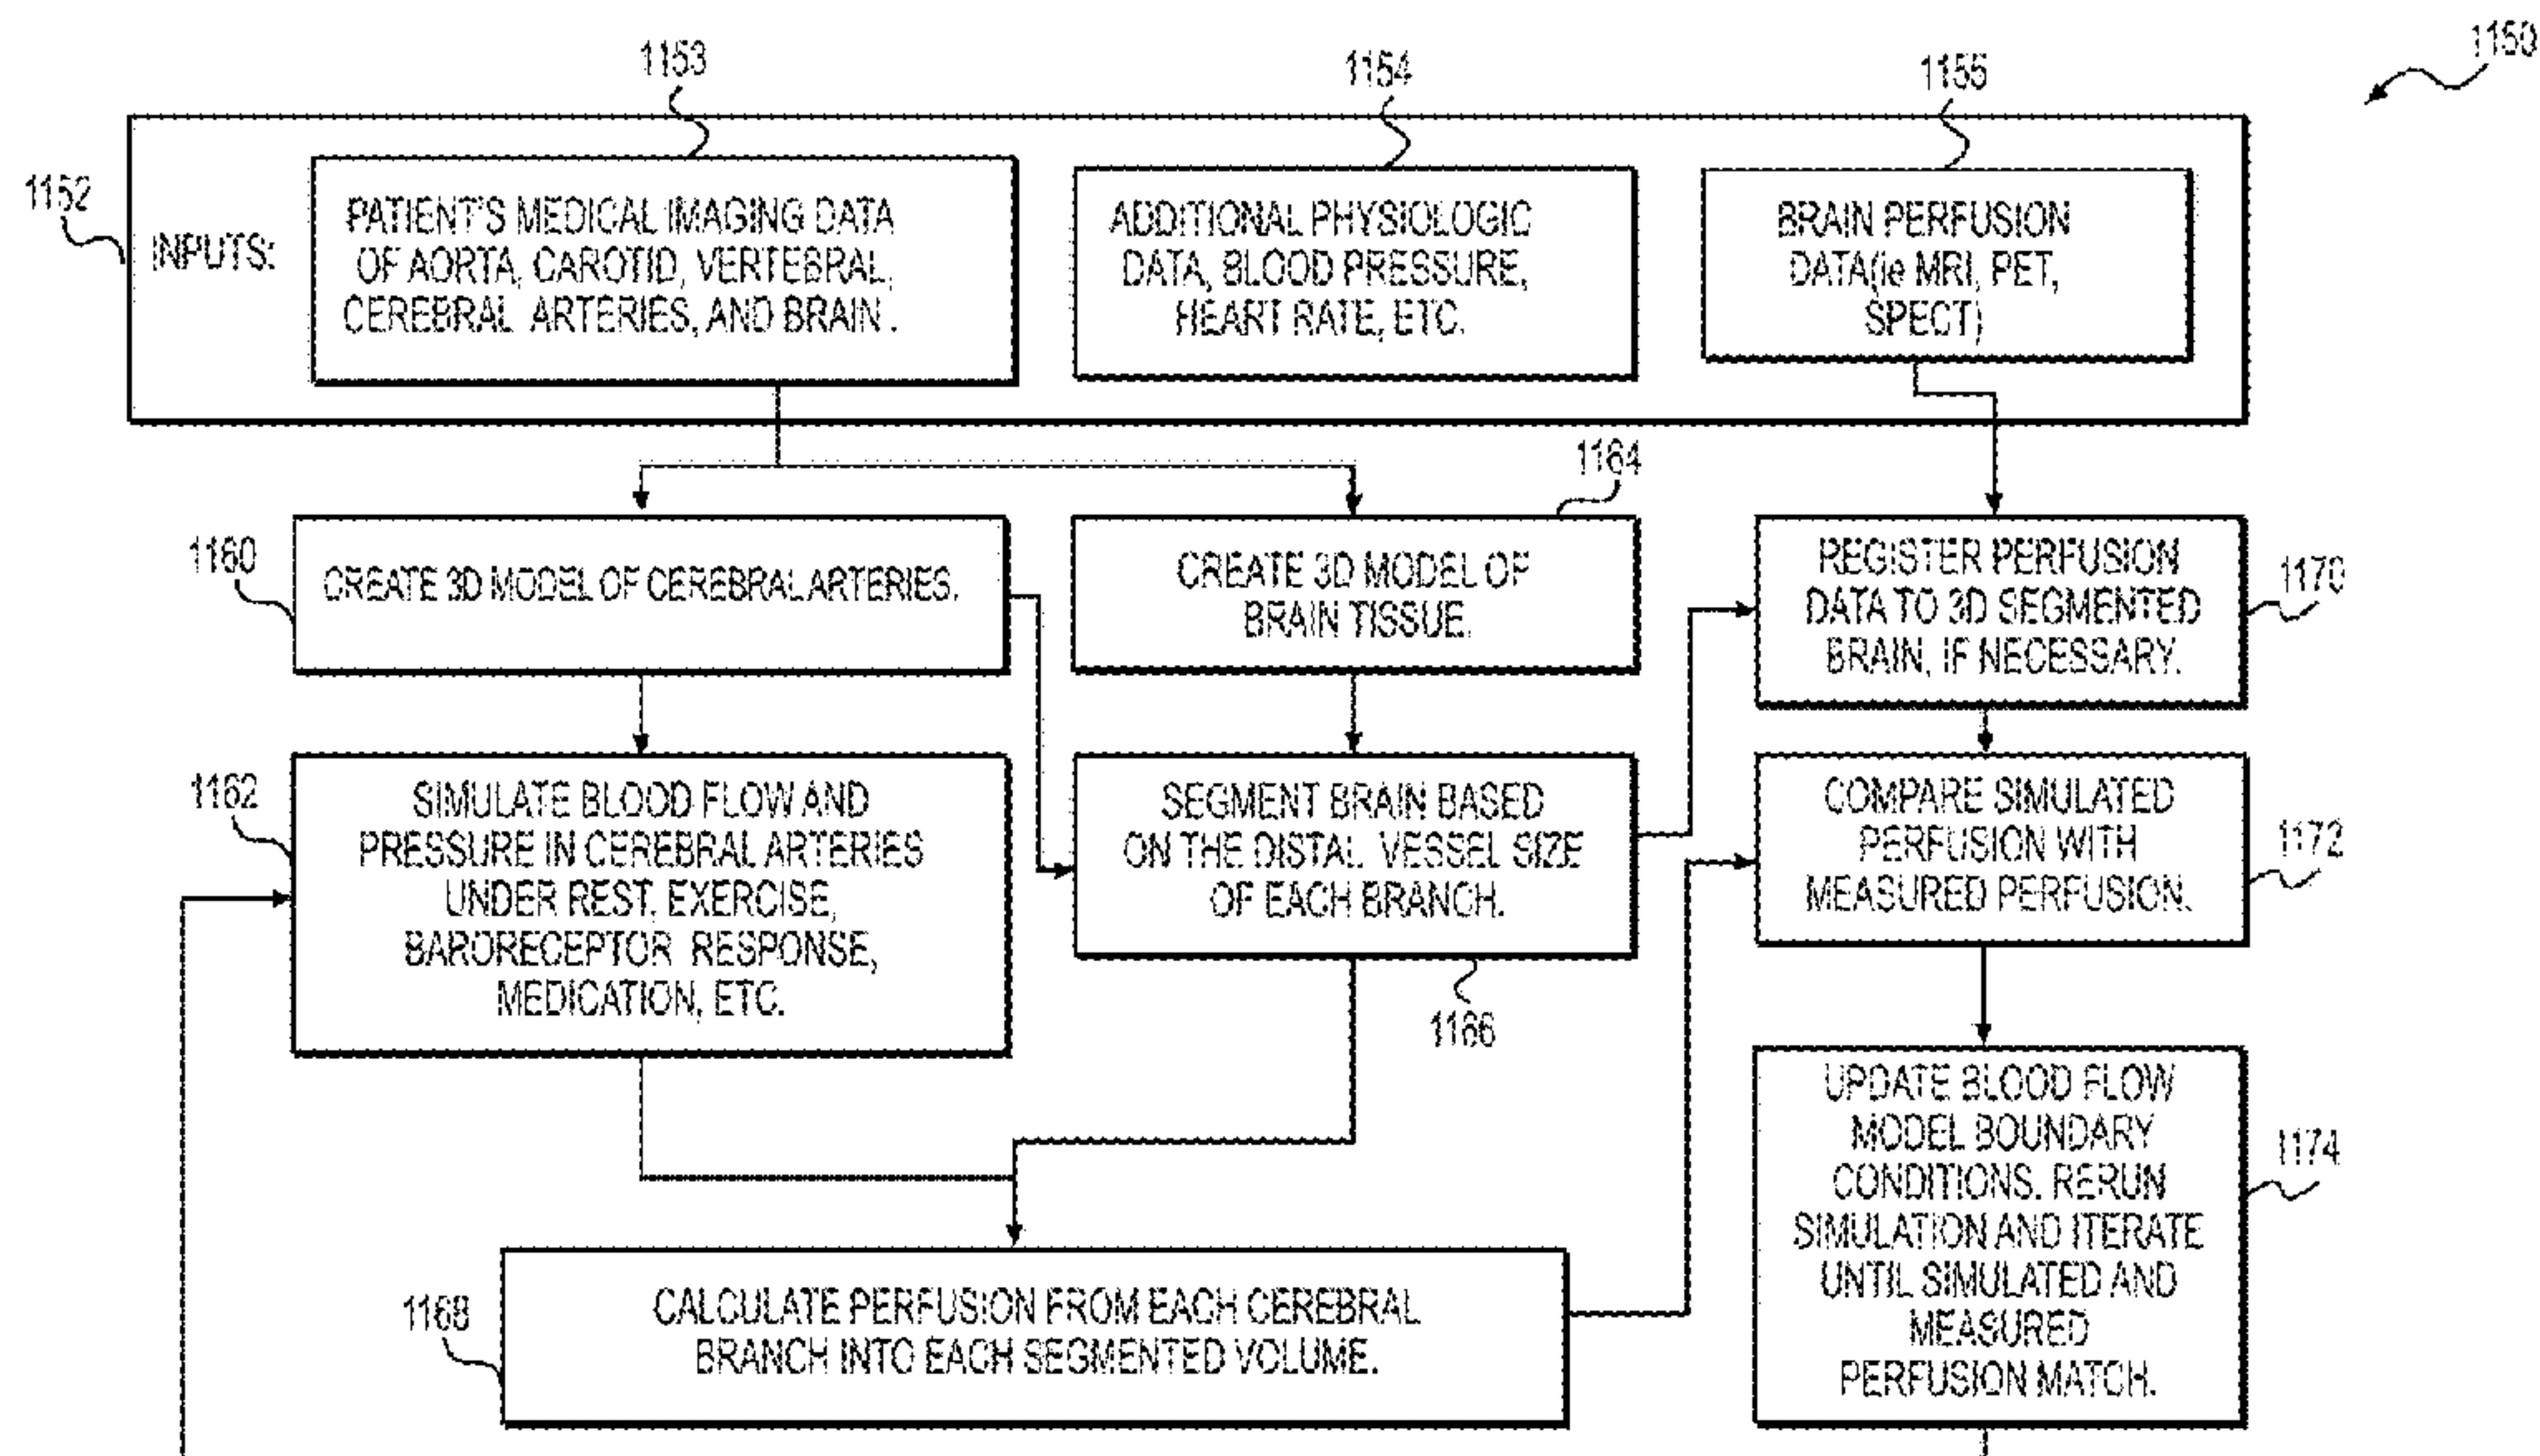 1150
1153
1154
1155
1152
INPUTS:
PATIENT'S MEDICAL IMAGING DATA
OF AORTA, CAROTID, VERTEBRAL,
CEREBRAL ARTERIES, AND BRAIN.
ADDITIONAL PHYSIOLOGIC
DATA, BLOOD PRESSURE,
HEART RATE, ETC.
BRAIN PERFUSION
DATA(ie MRI, PET,
SPECT)
1160
CREATE 3D MODEL OF CEREBRAL ARTERIES.
1164
CREATE 3D MODEL OF
BRAIN TISSUE.
REGISTER PERFUSION
DATA TO 3D SEGMENTED
BRAIN, IF NECESSARY.
1170
1162
SIMULATE BLOOD FLOW AND
PRESSURE IN CEREBRAL ARTERIES
UNDER REST, EXERCISE,
BARORECEPTOR RESPONSE,
MEDICATION, ETC.
SEGMENT BRAIN BASED
ON THE DISTAL VESSEL SIZE
OF EACH BRANCH.
1166
COMPARE SIMULATED
PERFUSION WITH
MEASURED PERFUSION.
1172
UPDATE BLOOD FLOW
MODEL BOUNDARY
CONDITIONS. RERUN
SIMULATION AND ITERATE
UNTIL SIMULATED AND
MEASURED
PERFUSION MATCH.
1174
1168
CALCULATE PERFUSION FROM EACH CEREBRAL
BRANCH INTO EACH SEGMENTED VOLUME.